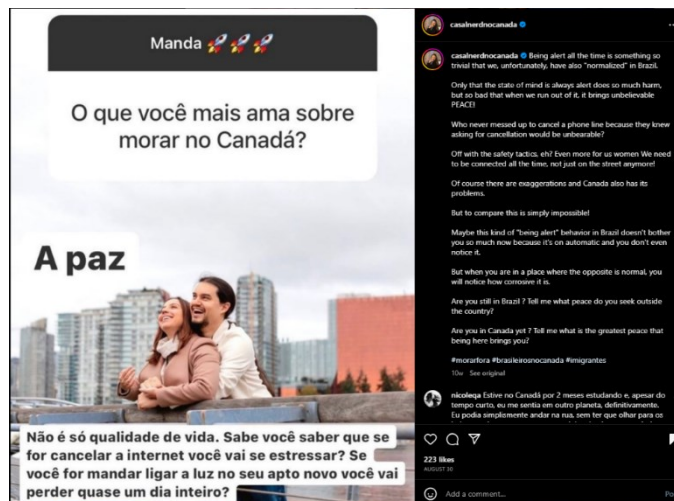 Manda 🚀🚀🚀
O que você mais ama sobre
morar no Canadá?
A paz
Não é só qualidade de vida. Sabe você saber que se
for cancelar a internet você vai se estressar? Se
você for mandar ligar a luz no seu apto novo você vai
perder quase um dia inteiro?
casalnerdnocanada
casalnerdnocanada Being alert all the time is something so
trivial that we, unfortunately, have also "normalized" in Brazil.
Only that the state of mind is always alert does so much harm,
but so bad that when we run out of it, it brings unbelievable
PEACE!
Who never messed up to cancel a phone line because they knew
asking for cancellation would be unbearable?
Off with the safety tactics, eh? Even more for us women We need
to be connected all the time, not just on the street anymore!
Of course there are exaggerations and Canada also has its
problems.
But to compare this is simply impossible!
Maybe this kind of "being alert" behavior in Brazil doesn't bother
you so much now because it's on automatic and you don't even
notice it.
But when you are in a place where the opposite is normal, you
will notice how corrosive it is.
Are you still in Brazil ? Tell me what peace do you seek outside
the country?
Are you in Canada yet ? Tell me what is the greatest peace that
being here brings you?
#morarfora #brasileirosnocanada #imigrantes
10w See original
nicoleqa Estive no Canadá por 2 meses estudando e, apesar do
tempo curto, eu me sentia em outro planeta, definitivamente.
Eu podia simplesmente andar na rua, sem ter que olhar para os
223 likes
AUGUST 30
Add a comment...
Po